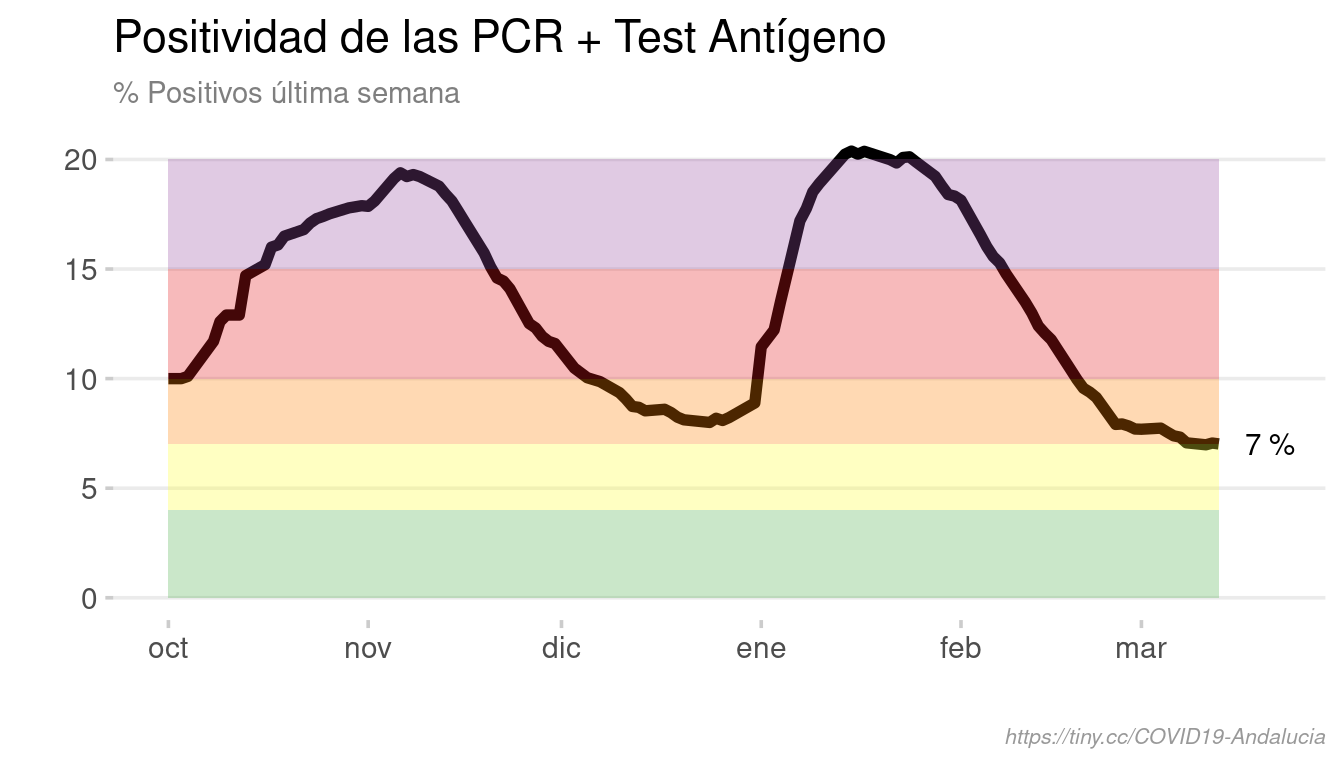 Positividad de las PCR + Test Antígeno
% Positivos última semana
20
15
10
5
0
7 %
oct nov dic ene feb mar
https://tiny.cc/COVID19-Andalucia